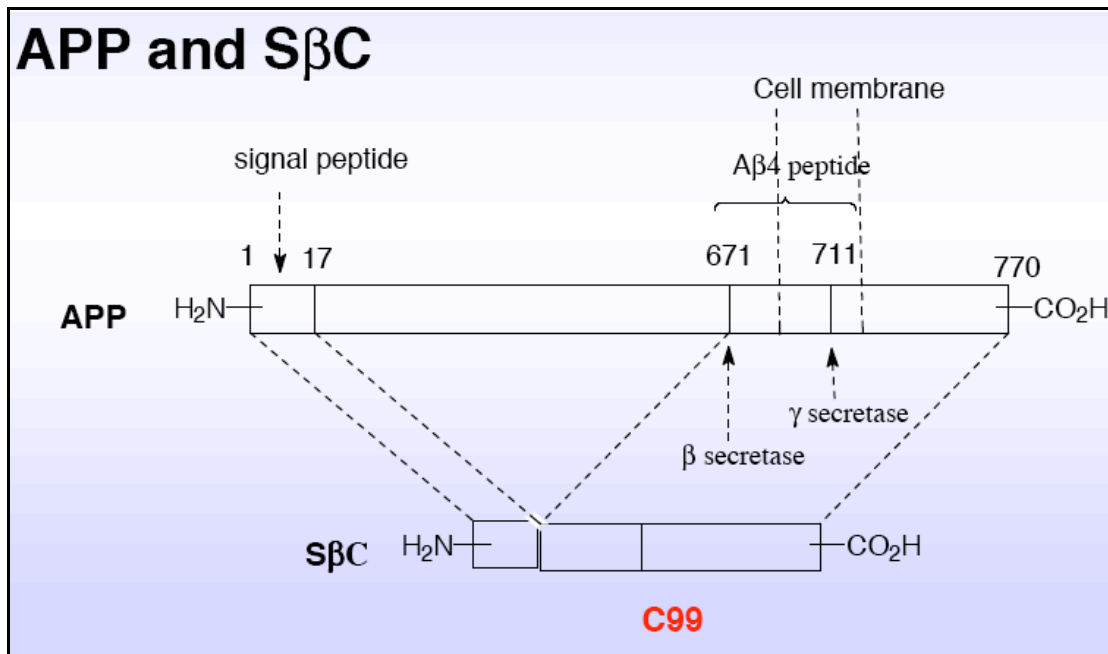 APP and SβC
Cell membrane
signal peptide
Aβ4 peptide
1 17 671 711 770
APP H₂N CO₂H
γ secretase
β secretase
SβC H₂N CO₂H
C99